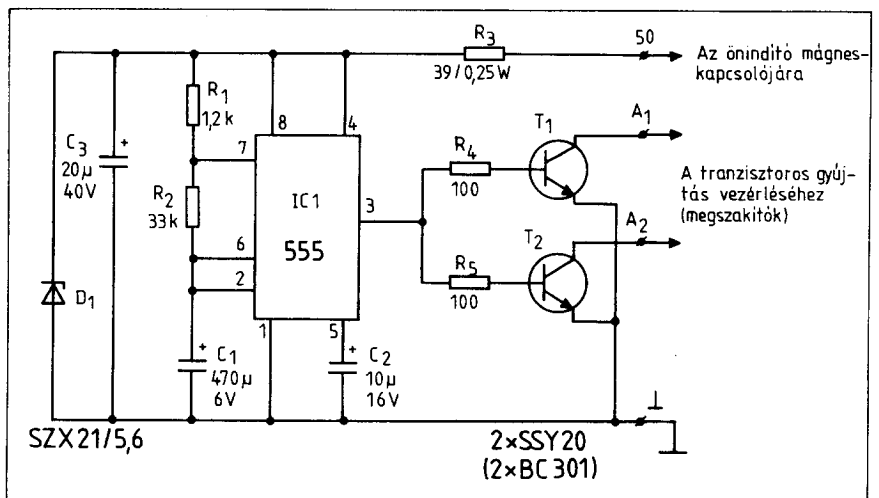 R3
39/0,25W
50
Az önindító mágnes-
kapcsolójára
R1
1,2k
8
4
A1
T1
C3
+
20µ
40V
7
R4
100
A tranzisztoros gyúj-
tás vezérléséhez
(megszakítók)
R2
33k
IC1
555
3
A2
T2
6
2
R5
100
D1
1
5
+
C1
470µ
6V
+
C2
10µ
16V
SZX21/5,6
2×SSY20
(2×BC301)